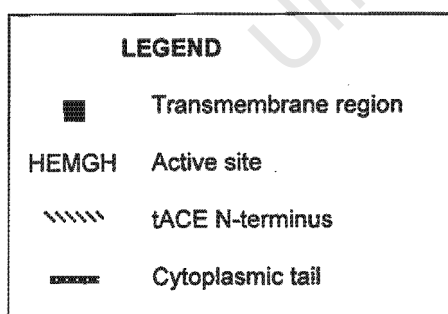 LEGEND
Transmembrane region
HEMGH Active site
tACE N-terminus
Cytoplasmic tail